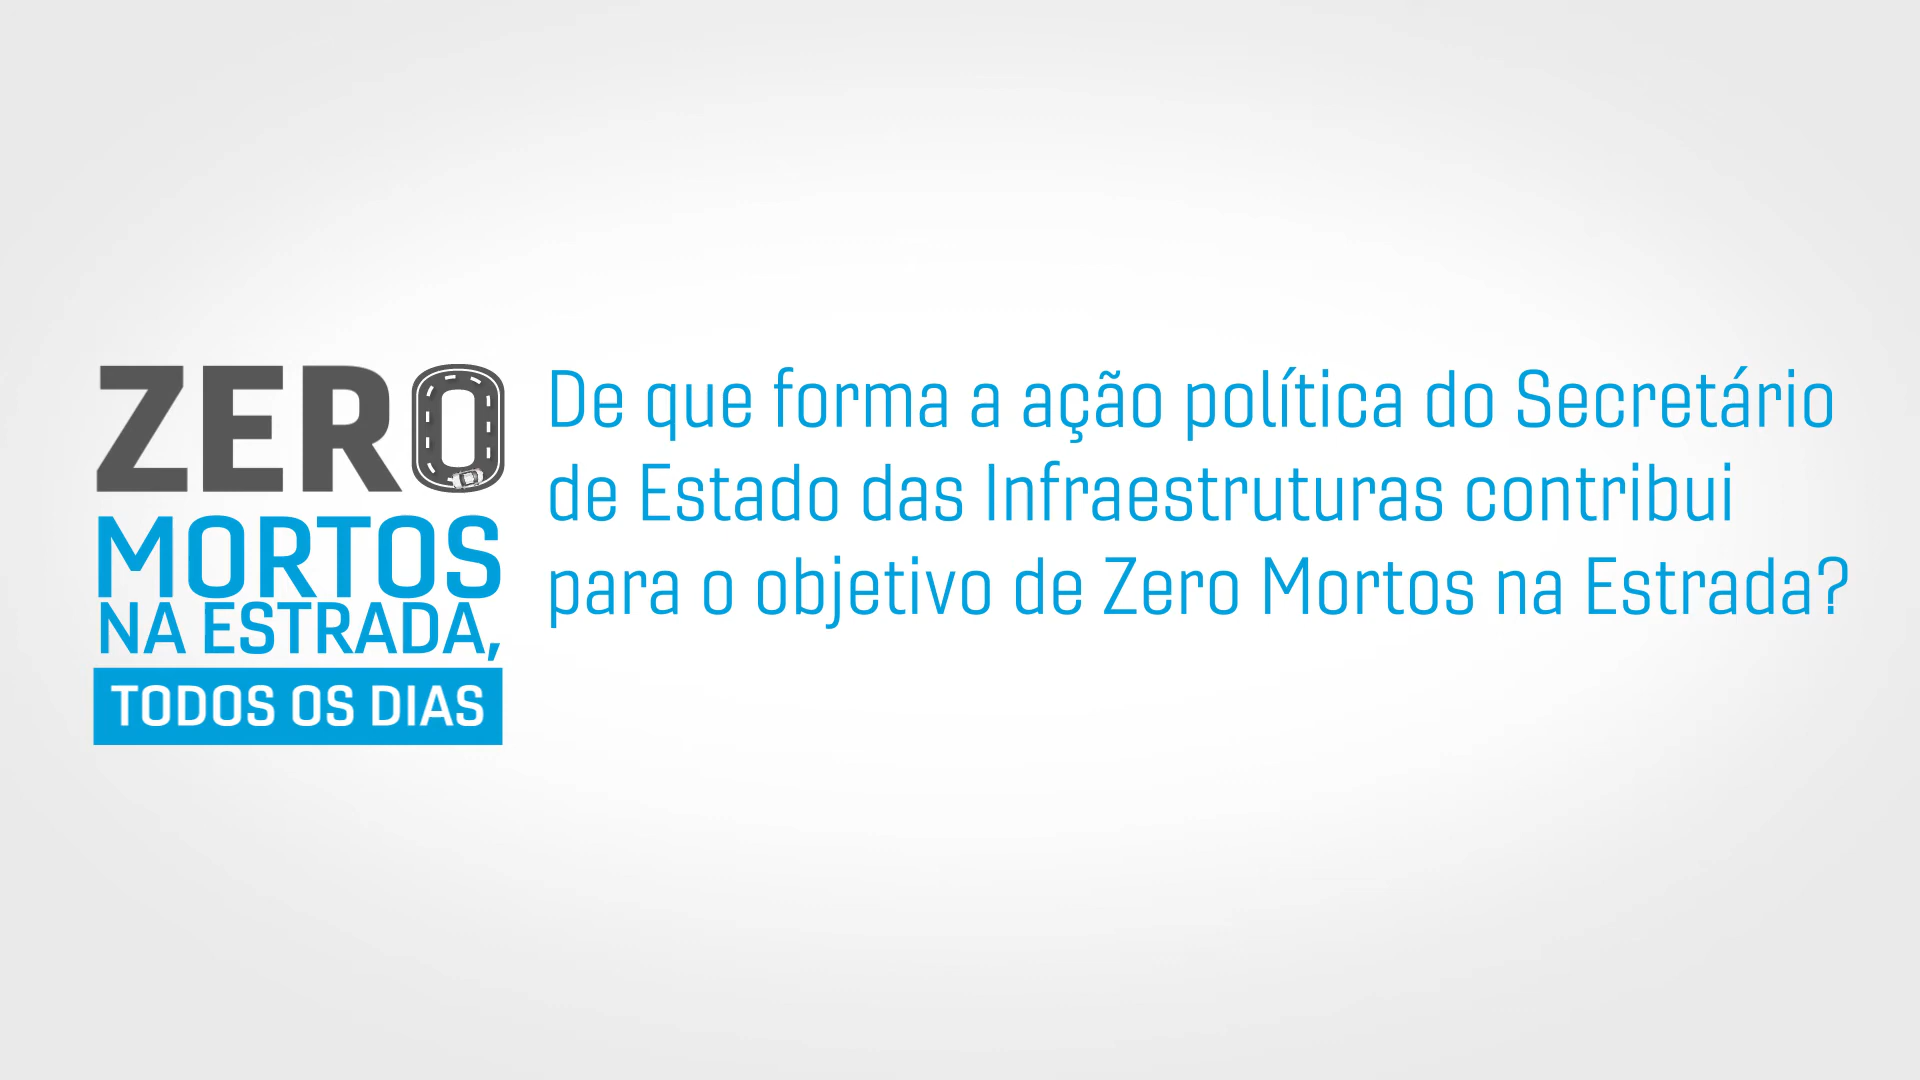 ZERO
MORTOS
NA ESTRADA,
TODOS OS DIAS
De que forma a ação política do Secretário
de Estado das Infraestruturas contribui
para o objetivo de Zero Mortos na Estrada?